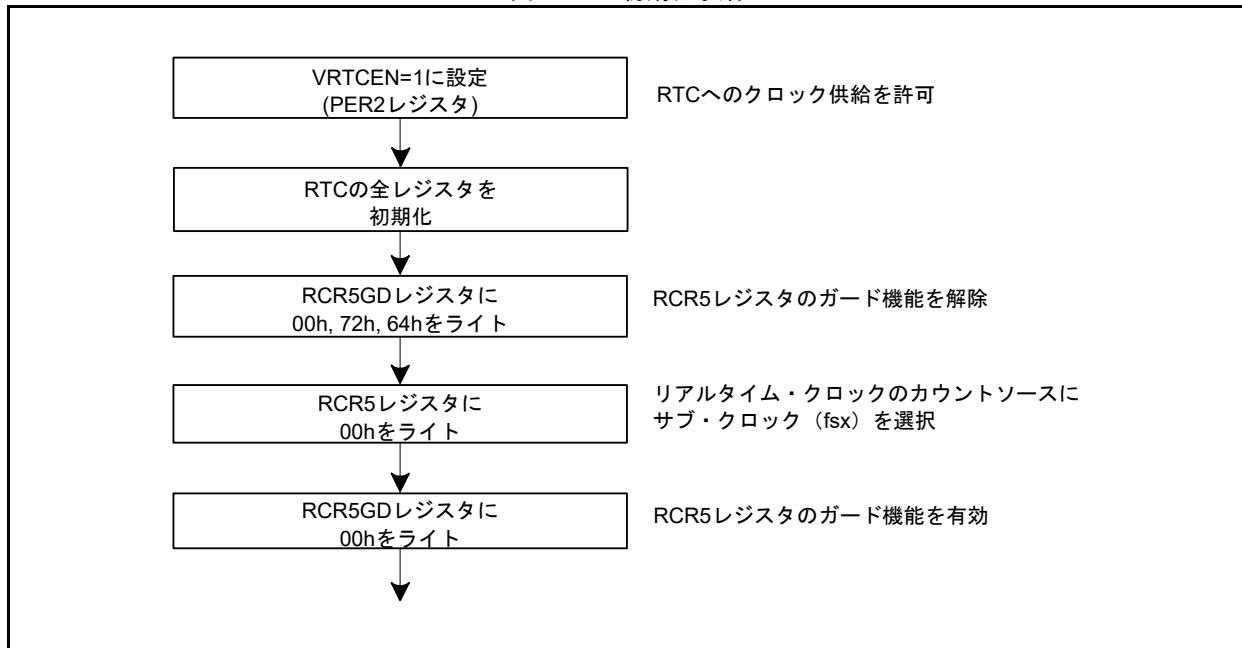 VRTCEN=1に設定
(PER2レジスタ)
RTCへのクロック供給を許可
RTCの全レジスタを
初期化
RCR5GDレジスタに
00h, 72h, 64hをライト
RCR5レジスタのガード機能を解除
RCR5レジスタに
00hをライト
リアルタイム・クロックのカウントソースに
サブ・クロック（fsx）を選択
RCR5GDレジスタに
00hをライト
RCR5レジスタのガード機能を有効